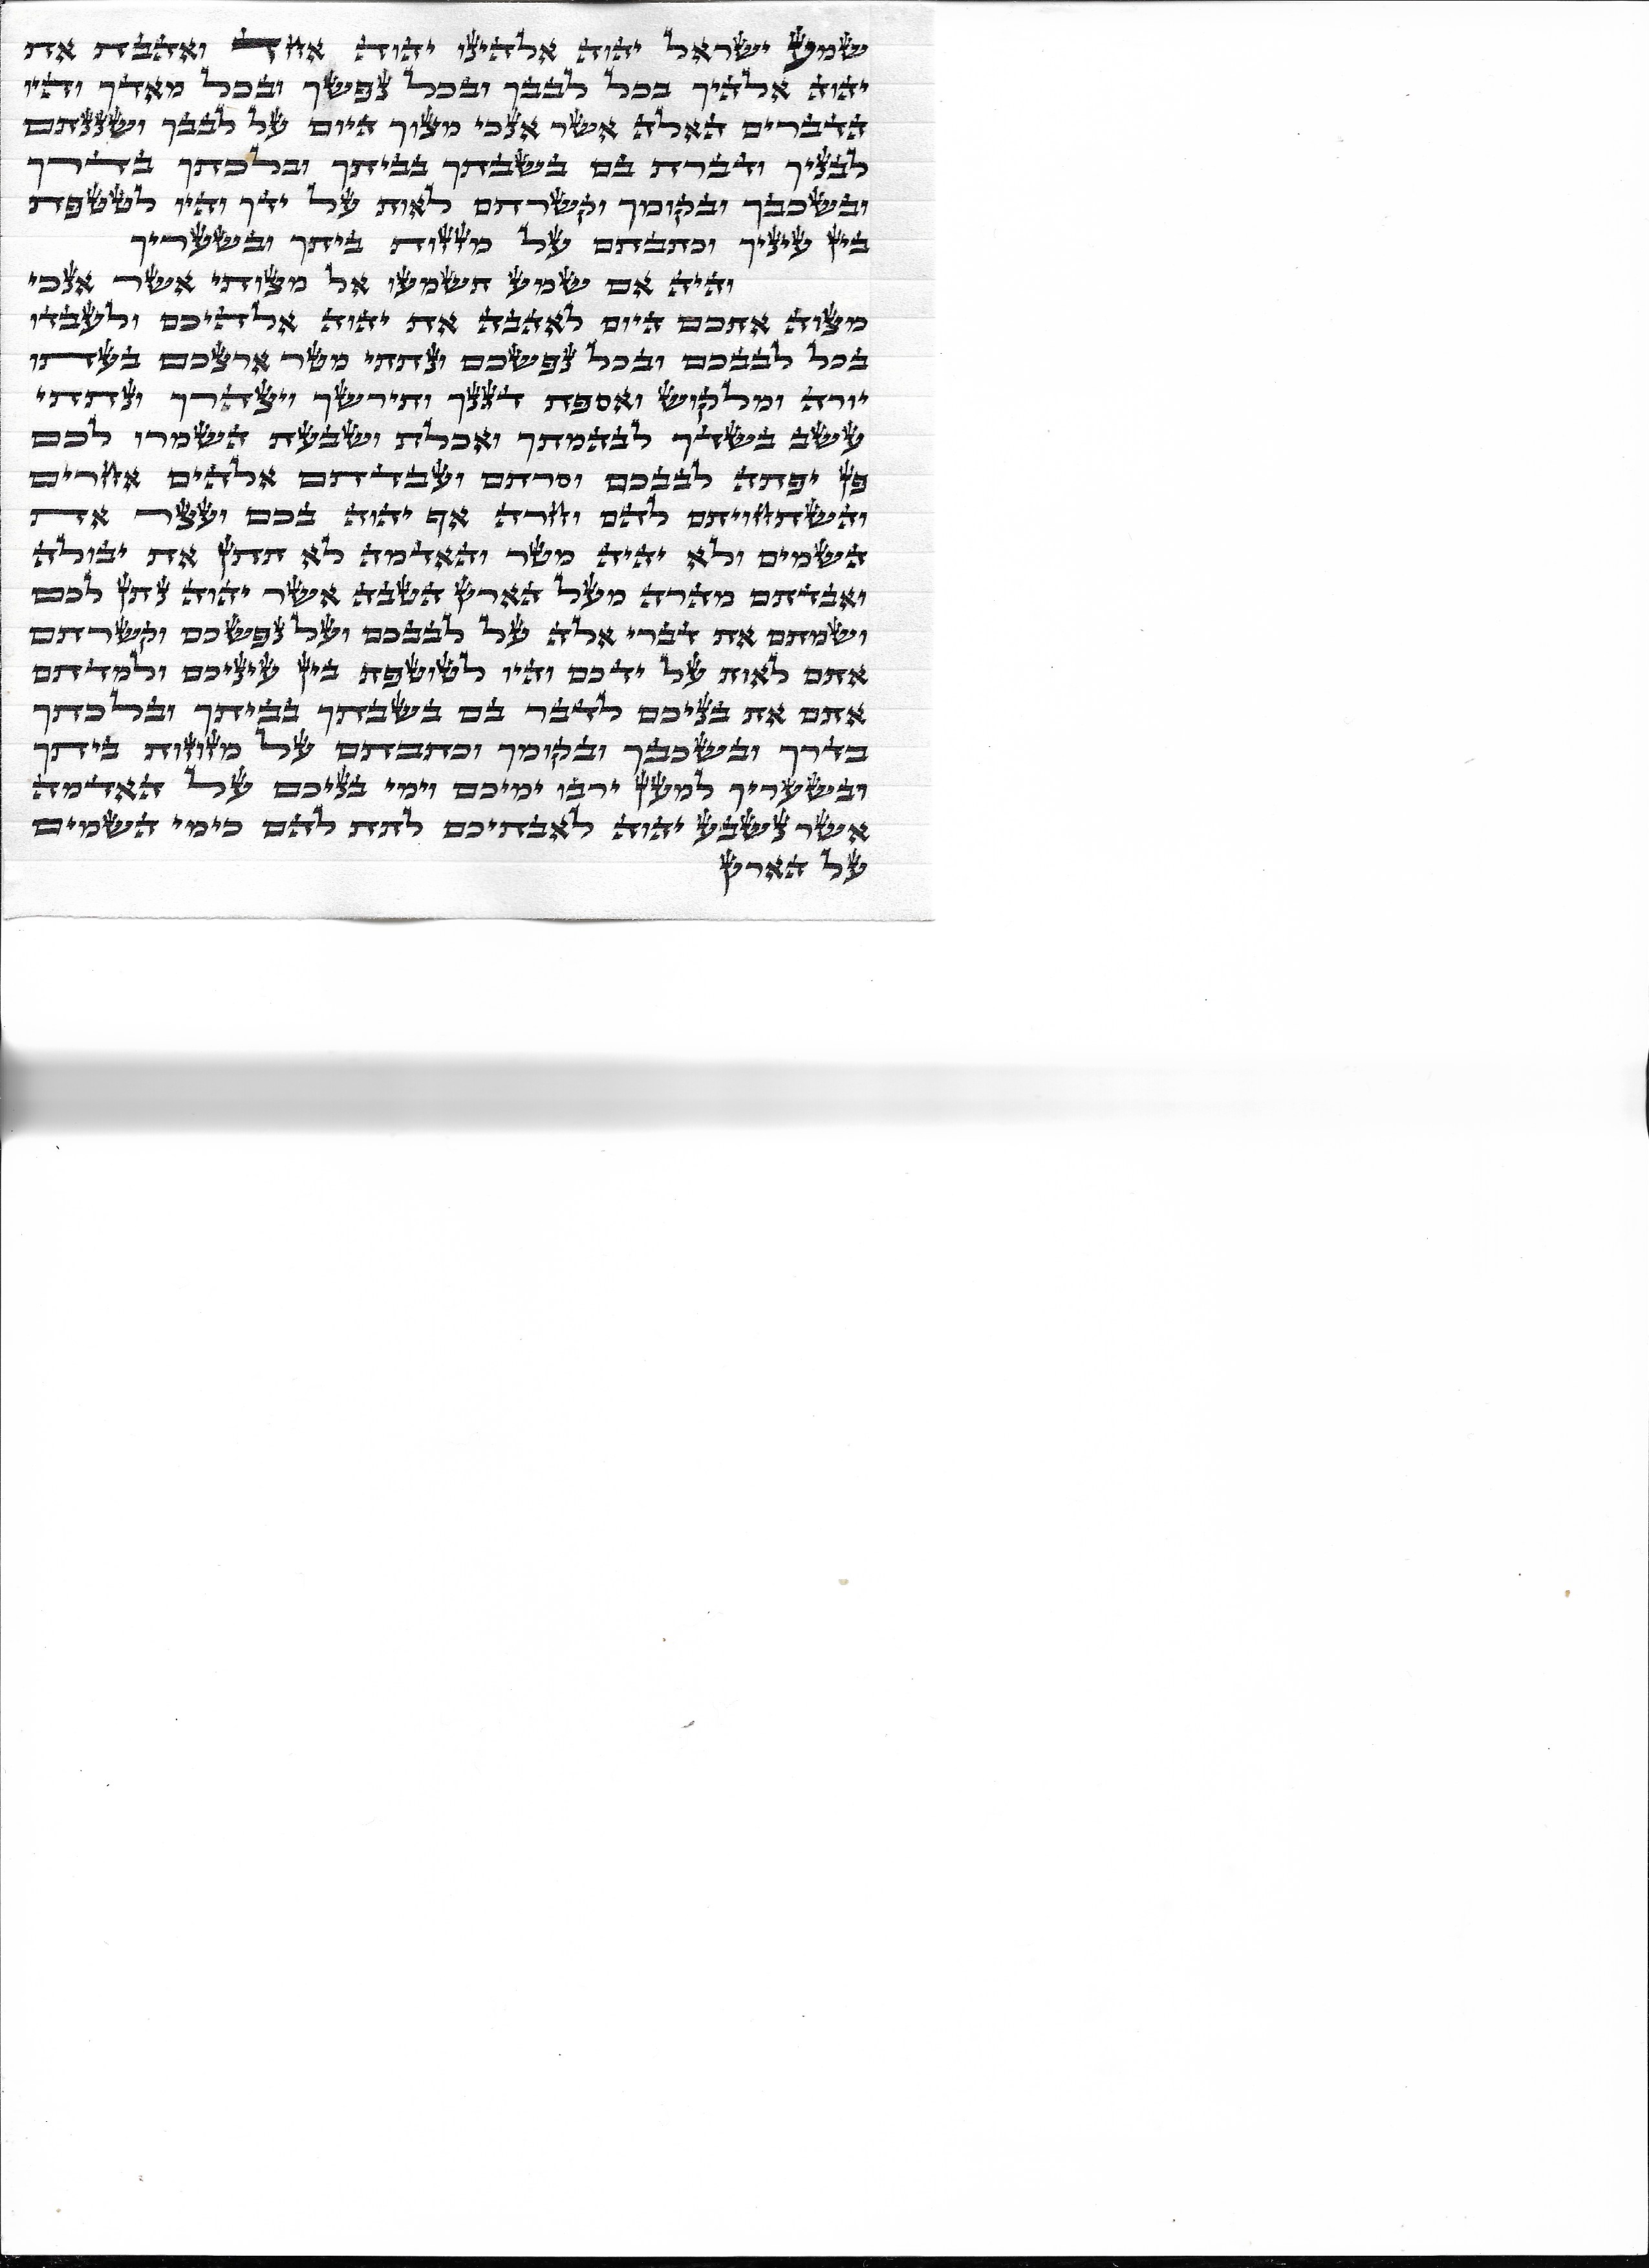 שמע ישראל יהוה אלהינו יהוה אחד ואהבת את
יהוה אלהיך בכל לבבך ובכל נפשך ובכל מאדך והיו
הדברים האלה אשר אנכי מצוך היום על לבבך ושננתם
לבניך ודברת בם בשבתך בביתך ובלכתך בדרך
ובשכבך ובקומך וקשרתם לאות על ידך והיו לטטפת
בין עיניך וכתבתם על מזזות ביתך ובשעריך
והיה אם שמע תשמעו אל מצותי אשר אנכי
מצוה אתכם היום לאהבה את יהוה אלהיכם ולעבדו
בכל לבבכם ובכל נפשכם ונתתי מטר ארצכם בעתו
יורה ומלקוש ואספת דגנך ותירשך ויצהרך ונתתי
עשב בשדך לבהמתך ואכלת ושבעת השמרו לכם
פן יפתה לבבכם וסרתם ועבדתם אלהים אחרים
והשתחויתם להם וחרה אף יהוה בכם ועצר את
השמים ולא יהיה מטר והאדמה לא תתן את יבולה
ואבדתם מהרה מעל הארץ הטבה אשר יהוה נתן לכם
ושמתם את דברי אלה על לבבכם ועל נפשכם וקשרתם
אתם לאות על ידכם והיו לטוטפת בין עיניכם ולמדתם
אתם את בניכם לדבר בם בשבתך בביתך ובלכתך
בדרך ובשכבך ובקומך וכתבתם על מזוזות ביתך
ובשעריך למען ירבו ימיכם וימי בניכם על האדמה
אשר נשבע יהוה לאבתיכם לתת להם כימי השמים
על הארץ